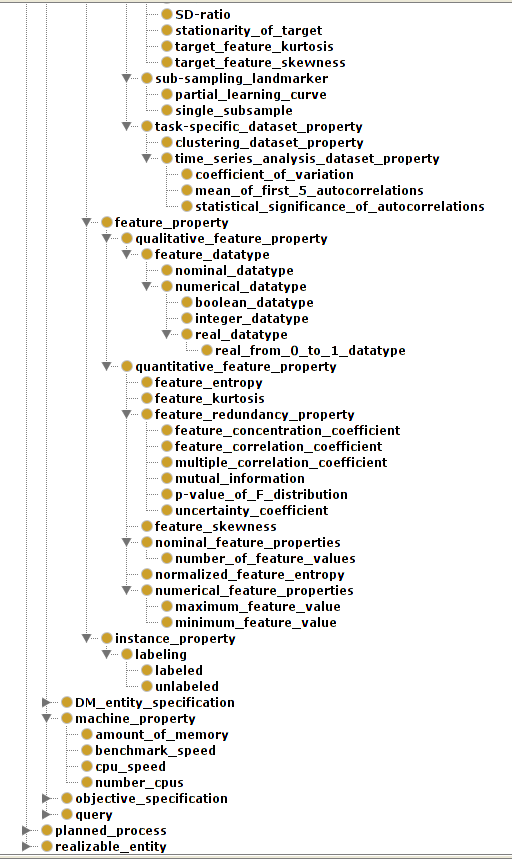 SD-ratio
stationarity_of_target
target_feature_kurtosis
target_feature_skewness
sub-sampling_landmarker
partial_learning_curve
single_subsample
task-specific_dataset_property
clustering_dataset_property
time_series_analysis_dataset_property
coefficient_of_variation
mean_of_first_5_autocorrelations
statistical_significance_of_autocorrelations
feature_property
qualitative_feature_property
feature_datatype
nominal_datatype
numerical_datatype
boolean_datatype
integer_datatype
real_datatype
real_from_0_to_1_datatype
quantitative_feature_property
feature_entropy
feature_kurtosis
feature_redundancy_property
feature_concentration_coefficient
feature_correlation_coefficient
multiple_correlation_coefficient
mutual_information
p-value_of_F_distribution
uncertainty_coefficient
feature_skewness
nominal_feature_properties
number_of_feature_values
normalized_feature_entropy
numerical_feature_properties
maximum_feature_value
minimum_feature_value
instance_property
labeling
labeled
unlabeled
DM_entity_specification
machine_property
amount_of_memory
benchmark_speed
cpu_speed
number_cpus
objective_specification
query
planned_process
realizable_entity